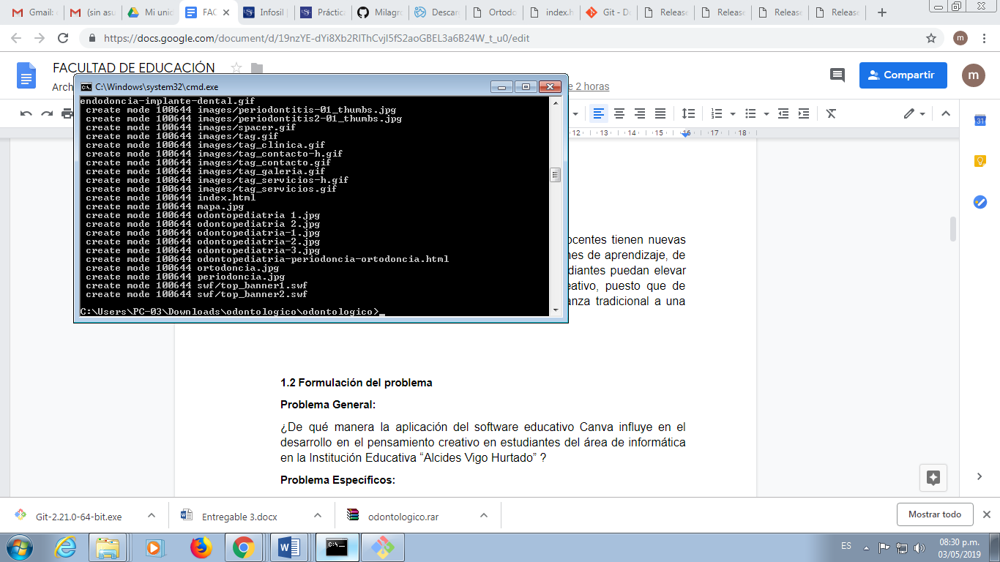 Gmail:
(sin asu
Mi unid
FAC
Infosil
Práctic
Milagro
Descan
Ortodo
index.h
Git - Do
Release
Release
Release
Release
https://docs.google.com/document/d/19nzYE-dYi8Xb2RlThCvjl5fS2aoGBEL3a6B24W_t_u0/edit
m
FACULTAD DE EDUCACIÓN
Arch
e 2 horas
Compartir
m
C:\Windows\system32\cmd.exe
endodoncia-implante-dental.gif
create mode 100644 images/periodontitis-01_thumbs.jpg
create mode 100644 images/periodontitis2-01_thumbs.jpg
create mode 100644 images/spacer.gif
create mode 100644 images/tag.gif
create mode 100644 images/tag_clinica.gif
create mode 100644 images/tag_contacto-h.gif
create mode 100644 images/tag_contacto.gif
create mode 100644 images/tag_galeria.gif
create mode 100644 images/tag_servicios-h.gif
create mode 100644 images/tag_servicios.gif
create mode 100644 index.html
create mode 100644 mapa.jpg
create mode 100644 odontopediatria 1.jpg
create mode 100644 odontopediatria 2.jpg
create mode 100644 odontopediatria-1.jpg
create mode 100644 odontopediatria-2.jpg
create mode 100644 odontopediatria-3.jpg
create mode 100644 odontopediatria-periodoncia-ortodoncia.html
create mode 100644 ortodoncia.jpg
create mode 100644 periodoncia.jpg
create mode 100644 swf/top_banner1.swf
create mode 100644 swf/top_banner2.swf
C:\Users\PC-03\Downloads\odontologico\odontologico>_
12 13 14 15 16 17 18
31
ocentes tienen nuevas
nes de aprendizaje, de
diantes puedan elevar
eativo, puesto que de
anza tradicional a una
1.2 Formulación del problema
Problema General:
¿De qué manera la aplicación del software educativo Canva influye en el
desarrollo en el pensamiento creativo en estudiantes del área de informática
en la Institución Educativa “Alcides Vigo Hurtado” ?
Problema Específicos:
Git-2.21.0-64-bit.exe
Entregable 3.docx
odontologico.rar
Mostrar todo
ES
08:30 p.m.
03/05/2019